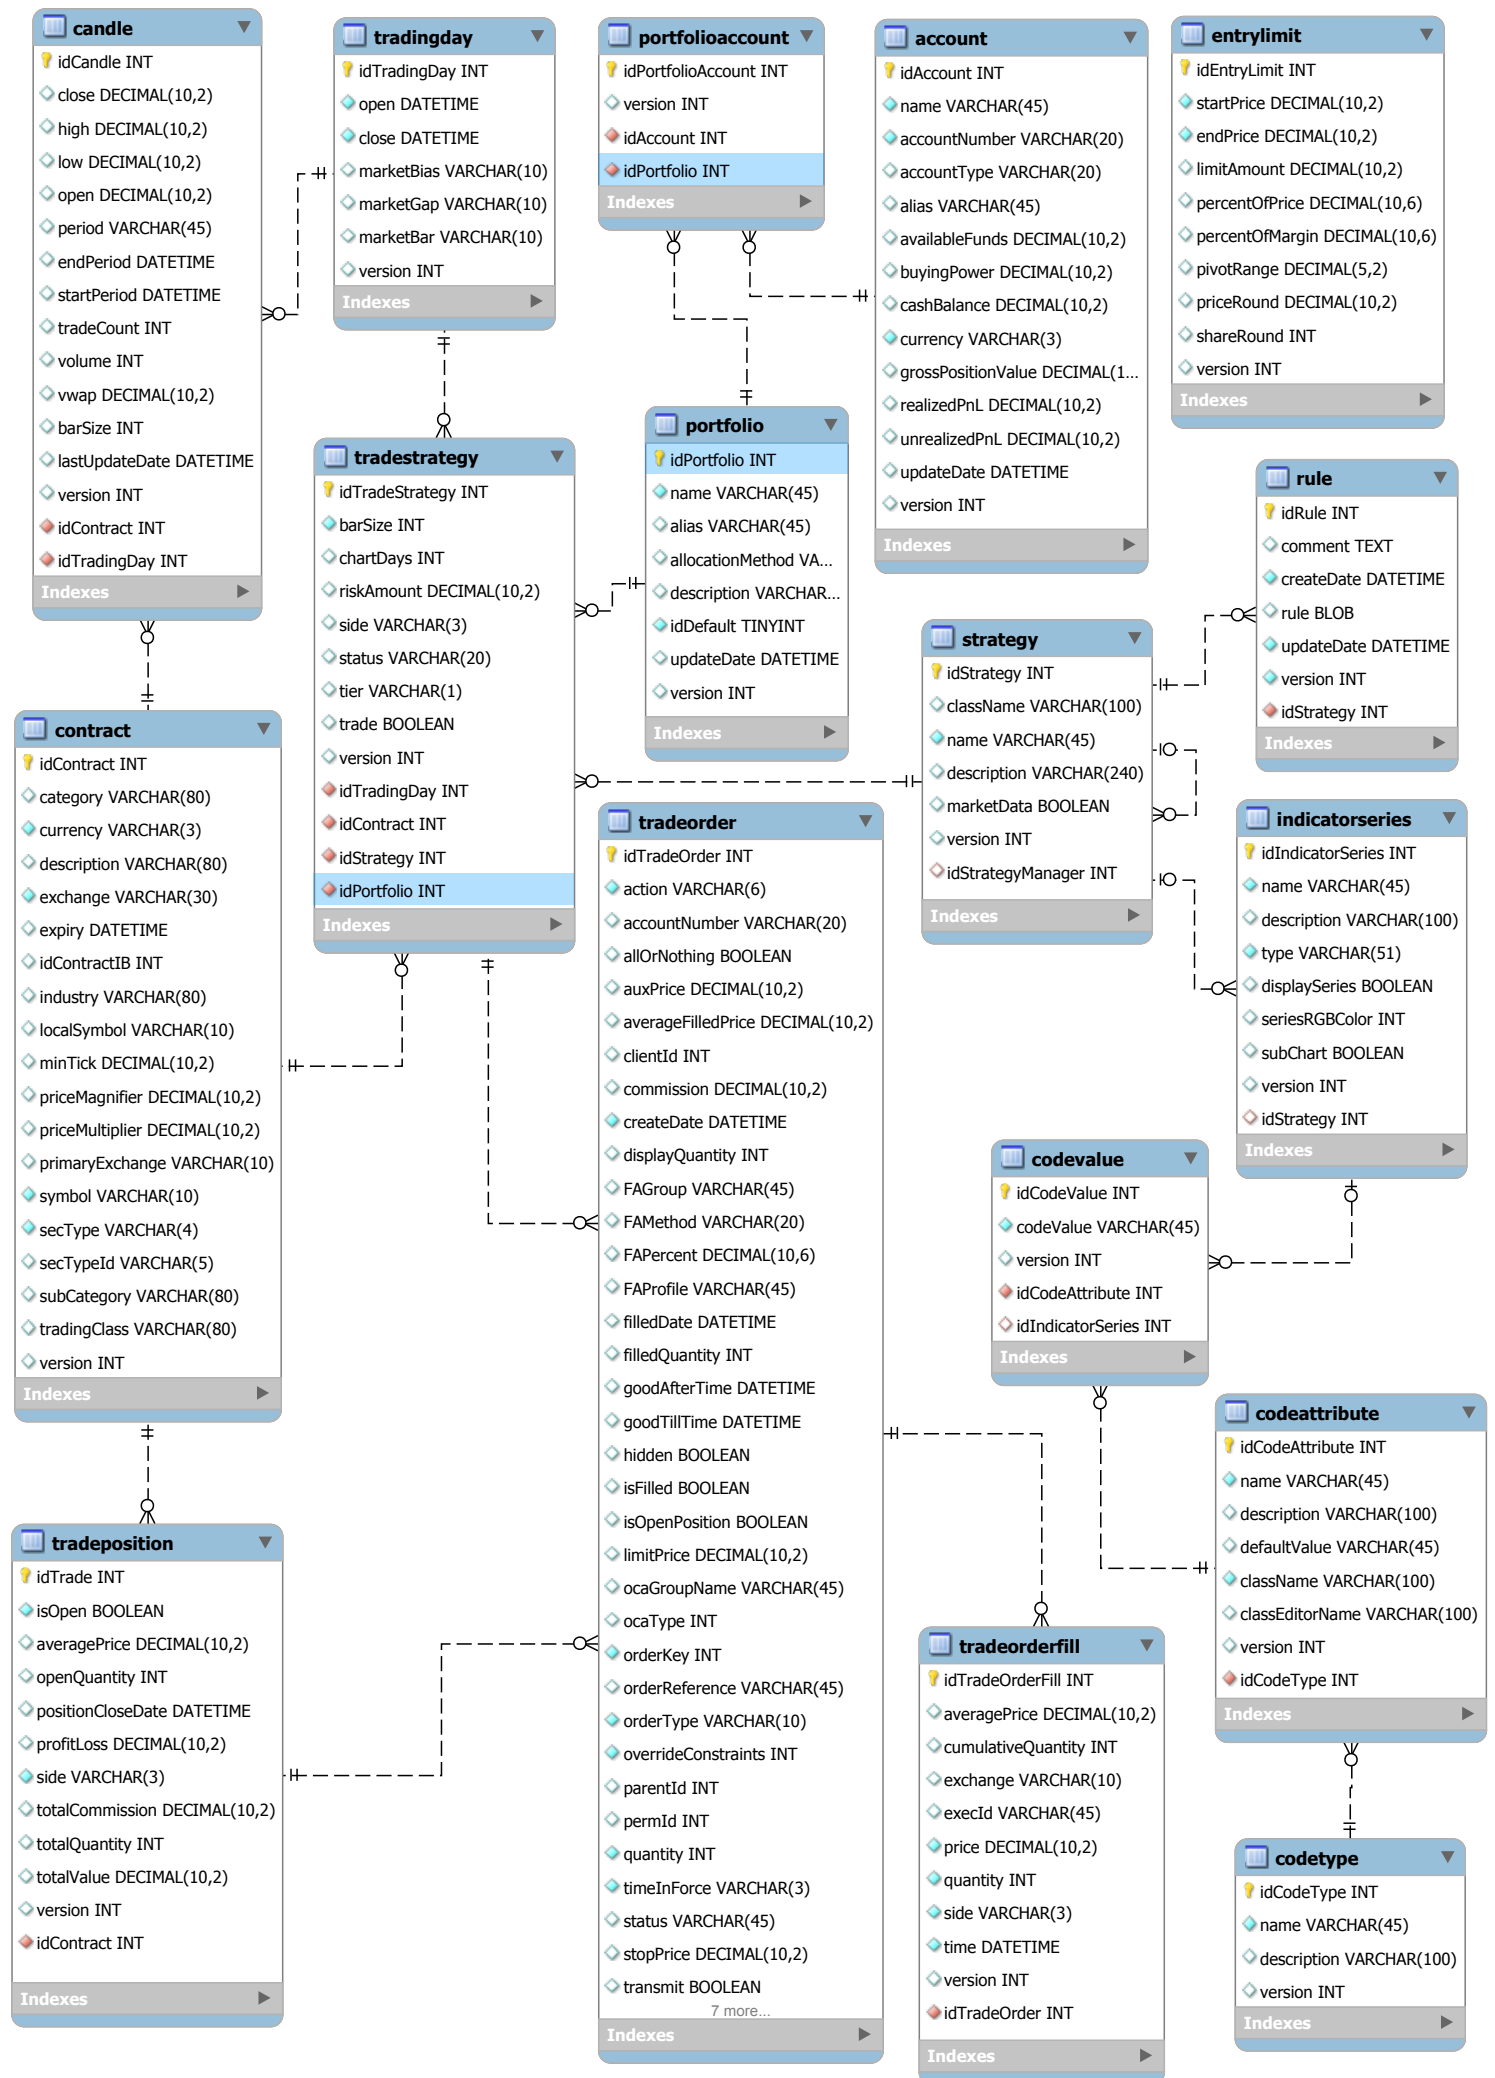 candle
idCandle INT
close DECIMAL(10,2)
high DECIMAL(10,2)
low DECIMAL(10,2)
open DECIMAL(10,2)
period VARCHAR(45)
endPeriod DATETIME
startPeriod DATETIME
tradeCount INT
volume INT
vwap DECIMAL(10,2)
barSize INT
lastUpdateDate DATETIME
version INT
idContract INT
idTradingDay INT
Indexes
tradingday
idTradingDay INT
open DATETIME
close DATETIME
marketBias VARCHAR(10)
marketGap VARCHAR(10)
marketBar VARCHAR(10)
version INT
Indexes
portfolioaccount
idPortfolioAccount INT
version INT
idAccount INT
idPortfolio INT
Indexes
account
idAccount INT
name VARCHAR(45)
accountNumber VARCHAR(20)
accountType VARCHAR(20)
alias VARCHAR(45)
availableFunds DECIMAL(10,2)
buyingPower DECIMAL(10,2)
cashBalance DECIMAL(10,2)
currency VARCHAR(3)
grossPositionValue DECIMAL(1...
realizedPnL DECIMAL(10,2)
unrealizedPnL DECIMAL(10,2)
updateDate DATETIME
version INT
Indexes
entrylimit
idEntryLimit INT
startPrice DECIMAL(10,2)
endPrice DECIMAL(10,2)
limitAmount DECIMAL(10,2)
percentOfPrice DECIMAL(10,6)
percentOfMargin DECIMAL(10,6)
pivotRange DECIMAL(5,2)
priceRound DECIMAL(10,2)
shareRound INT
version INT
Indexes
tradestrategy
idTradeStrategy INT
barSize INT
chartDays INT
riskAmount DECIMAL(10,2)
side VARCHAR(3)
status VARCHAR(20)
tier VARCHAR(1)
trade BOOLEAN
version INT
idTradingDay INT
idContract INT
idStrategy INT
idPortfolio INT
Indexes
portfolio
idPortfolio INT
name VARCHAR(45)
alias VARCHAR(45)
allocationMethod VA...
description VARCHAR...
idDefault TINYINT
updateDate DATETIME
version INT
Indexes
rule
idRule INT
comment TEXT
createDate DATETIME
rule BLOB
updateDate DATETIME
version INT
idStrategy INT
Indexes
strategy
idStrategy INT
className VARCHAR(100)
name VARCHAR(45)
description VARCHAR(240)
marketData BOOLEAN
version INT
idStrategyManager INT
Indexes
contract
idContract INT
category VARCHAR(80)
currency VARCHAR(3)
description VARCHAR(80)
exchange VARCHAR(30)
expiry DATETIME
idContractIB INT
industry VARCHAR(80)
localSymbol VARCHAR(10)
minTick DECIMAL(10,2)
priceMagnifier DECIMAL(10,2)
priceMultiplier DECIMAL(10,2)
primaryExchange VARCHAR(10)
symbol VARCHAR(10)
secType VARCHAR(4)
secTypeId VARCHAR(5)
subCategory VARCHAR(80)
tradingClass VARCHAR(80)
version INT
Indexes
tradeorder
idTradeOrder INT
action VARCHAR(6)
accountNumber VARCHAR(20)
allOrNothing BOOLEAN
auxPrice DECIMAL(10,2)
averageFilledPrice DECIMAL(10,2)
clientId INT
commission DECIMAL(10,2)
createDate DATETIME
displayQuantity INT
FAGroup VARCHAR(45)
FAMethod VARCHAR(20)
FAPercent DECIMAL(10,6)
FAProfile VARCHAR(45)
filledDate DATETIME
filledQuantity INT
goodAfterTime DATETIME
goodTillTime DATETIME
hidden BOOLEAN
isFilled BOOLEAN
isOpenPosition BOOLEAN
limitPrice DECIMAL(10,2)
ocaGroupName VARCHAR(45)
ocaType INT
orderKey INT
orderReference VARCHAR(45)
orderType VARCHAR(10)
overrideConstraints INT
parentId INT
permId INT
quantity INT
timeInForce VARCHAR(3)
status VARCHAR(45)
stopPrice DECIMAL(10,2)
transmit BOOLEAN
7 more...
Indexes
indicatorseries
idIndicatorSeries INT
name VARCHAR(45)
description VARCHAR(100)
type VARCHAR(51)
displaySeries BOOLEAN
seriesRGBColor INT
subChart BOOLEAN
version INT
idStrategy INT
Indexes
codevalue
idCodeValue INT
codeValue VARCHAR(45)
version INT
idCodeAttribute INT
idIndicatorSeries INT
Indexes
codeattribute
idCodeAttribute INT
name VARCHAR(45)
description VARCHAR(100)
defaultValue VARCHAR(45)
className VARCHAR(100)
classEditorName VARCHAR(100)
version INT
idCodeType INT
Indexes
tradeposition
idTrade INT
isOpen BOOLEAN
averagePrice DECIMAL(10,2)
openQuantity INT
positionCloseDate DATETIME
profitLoss DECIMAL(10,2)
side VARCHAR(3)
totalCommission DECIMAL(10,2)
totalQuantity INT
totalValue DECIMAL(10,2)
version INT
idContract INT
Indexes
tradeorderfill
idTradeOrderFill INT
averagePrice DECIMAL(10,2)
cumulativeQuantity INT
exchange VARCHAR(10)
execId VARCHAR(45)
price DECIMAL(10,2)
quantity INT
side VARCHAR(3)
time DATETIME
version INT
idTradeOrder INT
Indexes
codetype
idCodeType INT
name VARCHAR(45)
description VARCHAR(100)
version INT
Indexes